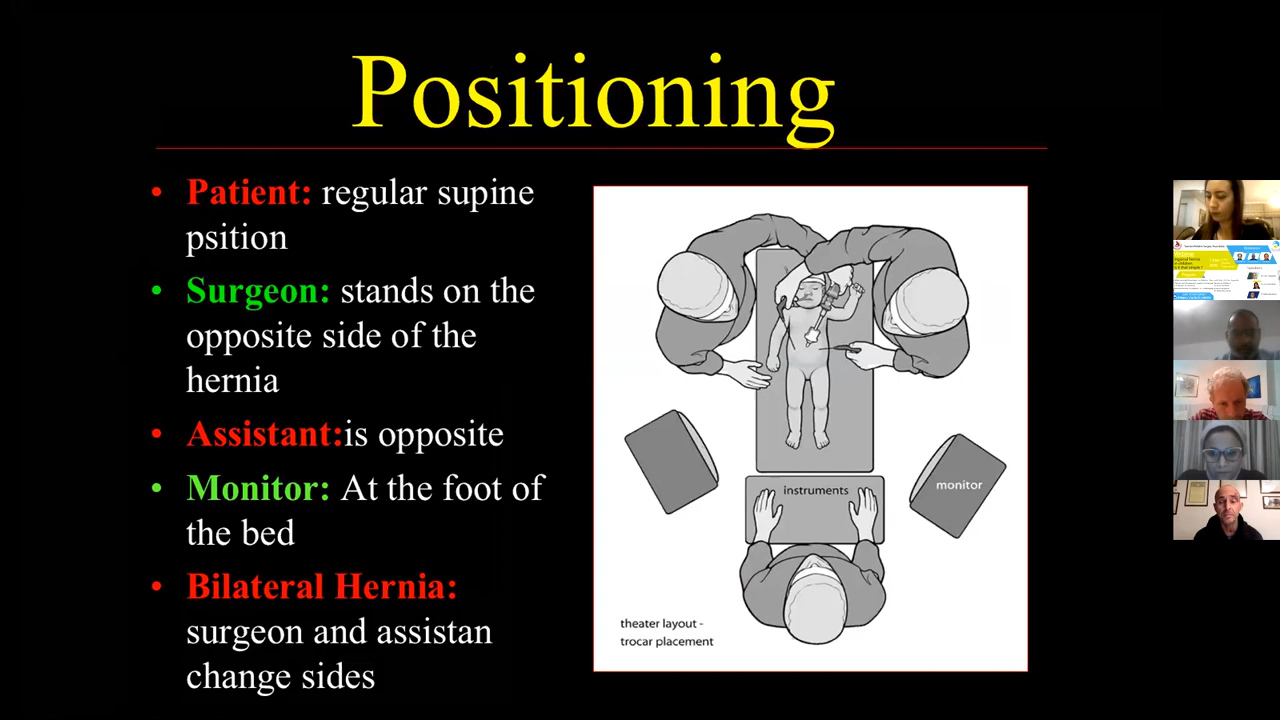 Positioning
• Patient: regular supine
psition
• Surgeon: stands on the
opposite side of the
hernia
• Assistant:is opposite
• Monitor: At the foot of
the bed
• Bilateral Hernia:
surgeon and assistan
change sides
instruments
monitor
theater layout -
trocar placement